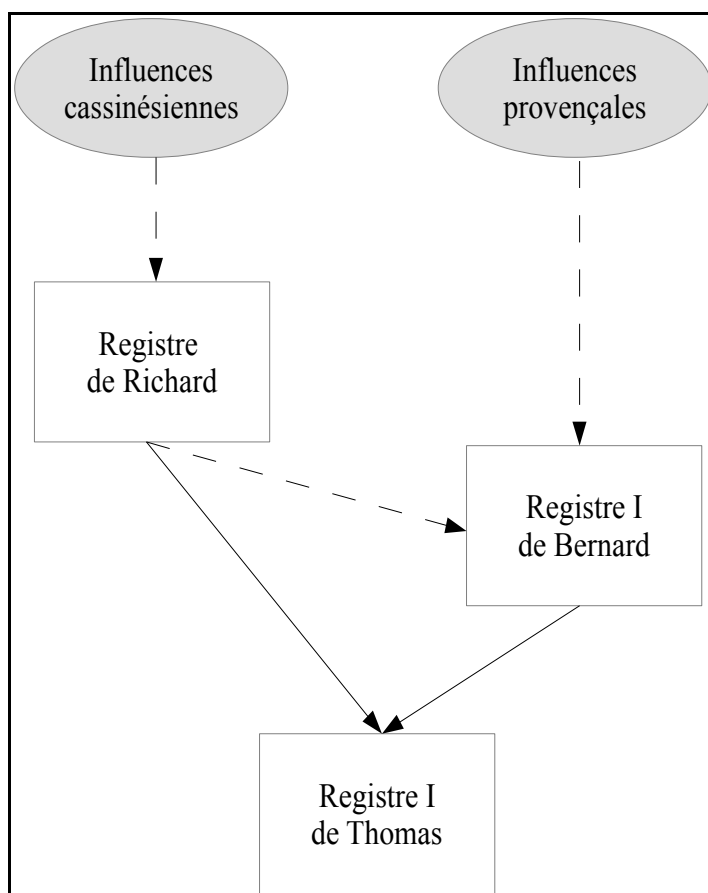 Influences
cassinésiennes
Influences
provençales
Registre
de Richard
Registre I
de Bernard
Registre I
de Thomas